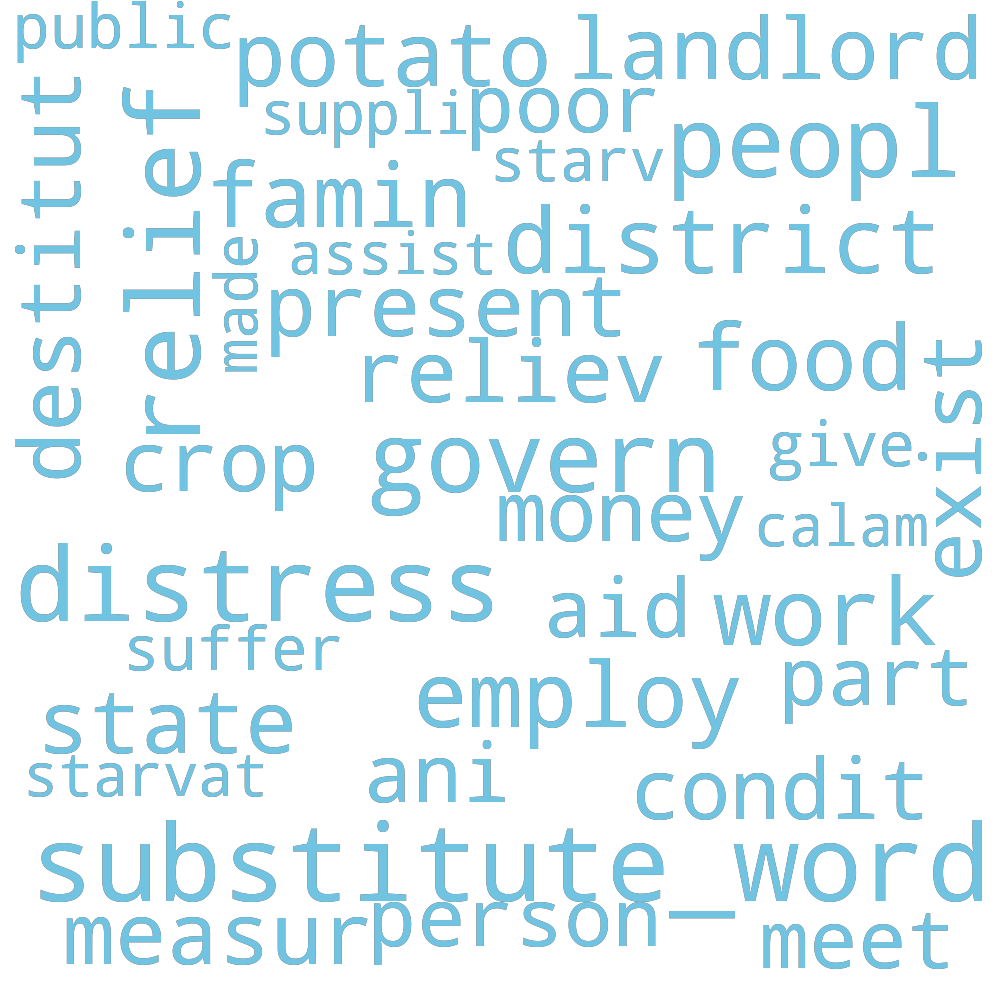 public
potato
landlord
suppli
poor
peopl
starv
destitut
relief
famin
district
assist
made
present
reliev
food
exist
crop
govern
give.
money
calam
distress
aid
work
suffer
employ
part
state
starvat
ani
condit
substitute_word
measur
person
meet